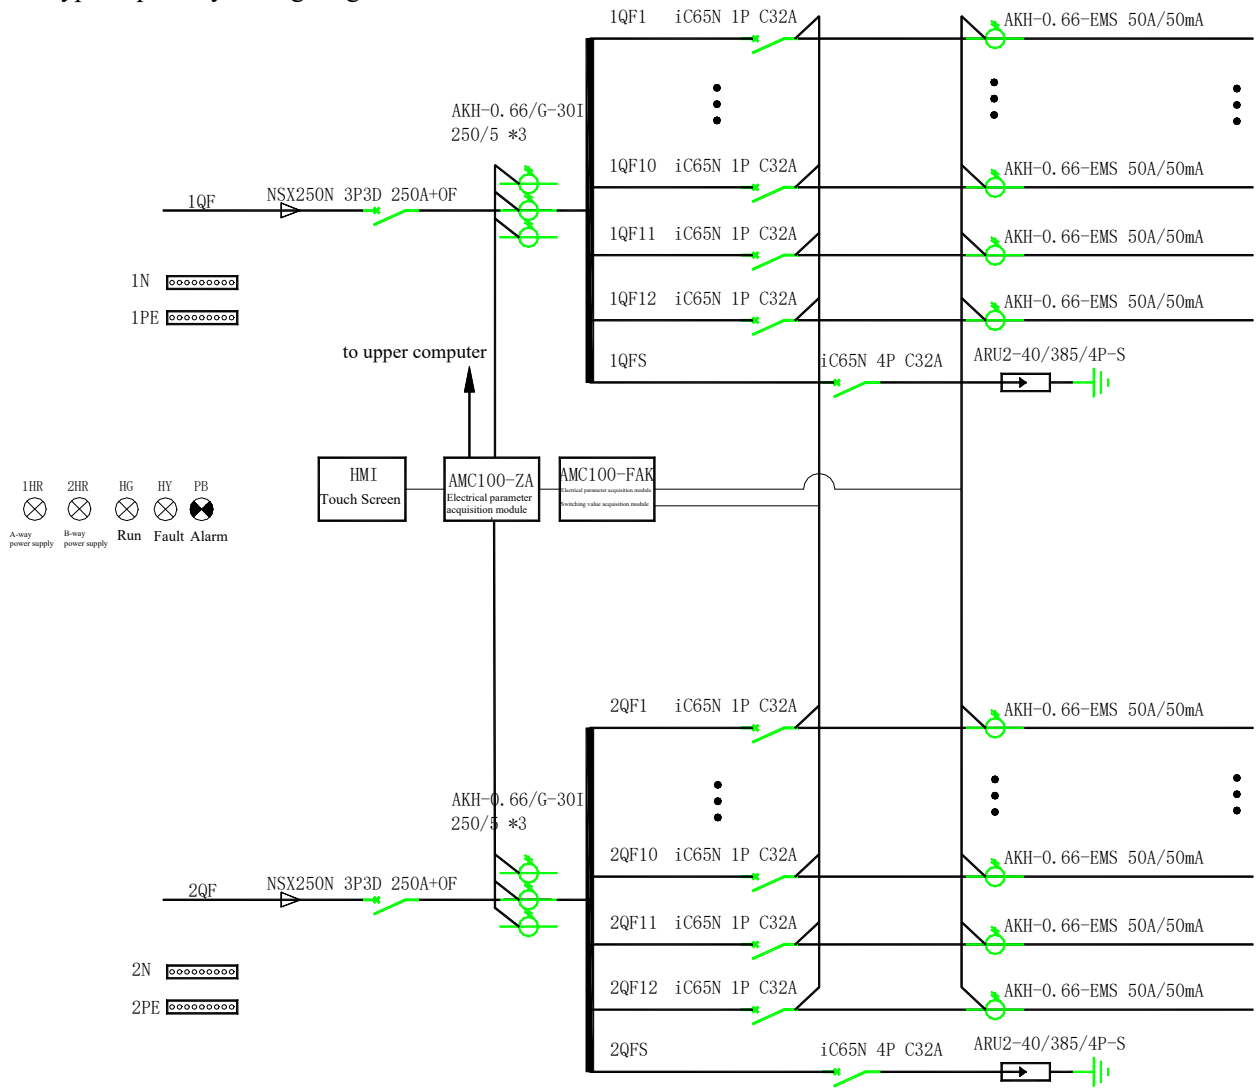 1QF1 iC65N 1P C32A AKH-0.66-EMS 50A/50mA
AKH-0.66/G-30I
250/5 *3
1QF10 iC65N 1P C32A AKH-0.66-EMS 50A/50mA
1QF NSX250N 3P3D 250A+OF
1QF11 iC65N 1P C32A AKH-0.66-EMS 50A/50mA
1N
1QF12 iC65N 1P C32A AKH-0.66-EMS 50A/50mA
1PE
to upper computer
1QFS iC65N 4P C32A ARU2-40/385/4P-S
HMI
Touch Screen
AMC100-ZA
Electrical parameter
acquisition module
AMC100-FAK
Electrical parameter acquisition module
Switching value acquisition module
1HR 2HR HG HY PB
A-way
power supply
B-way
power supply
Run Fault Alarm
2QF1 iC65N 1P C32A AKH-0.66-EMS 50A/50mA
AKH-0.66/G-30I
250/5 *3
2QF10 iC65N 1P C32A AKH-0.66-EMS 50A/50mA
2QF NSX250N 3P3D 250A+OF
2QF11 iC65N 1P C32A AKH-0.66-EMS 50A/50mA
2N
2QF12 iC65N 1P C32A AKH-0.66-EMS 50A/50mA
2PE
2QFS iC65N 4P C32A ARU2-40/385/4P-S